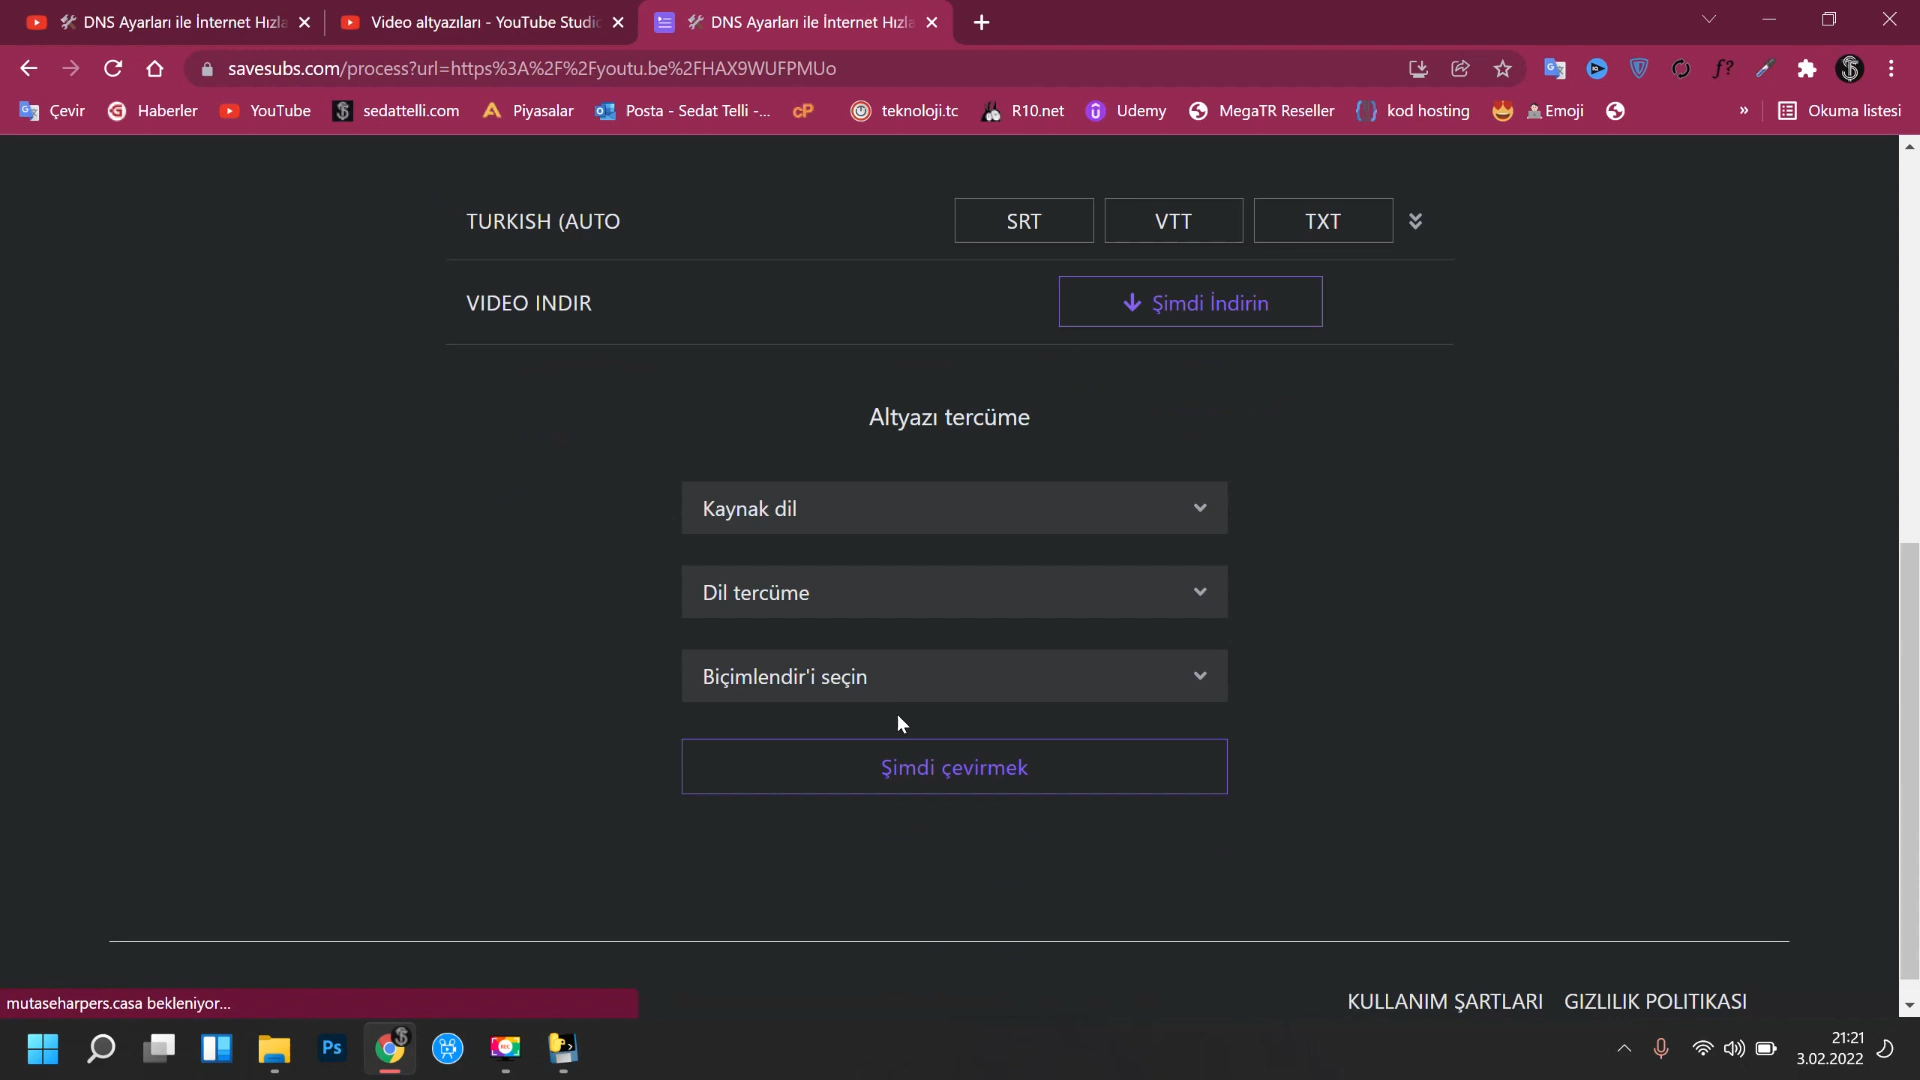 🛠 DNS Ayarları ile İnternet Hızla
Video altyazıları - YouTube Studio
🛠 DNS Ayarları ile İnternet Hızla
savesubs.com/process?url=https%3A%2F%2Fyoutu.be%2FHAX9WUFPMUo
Çevir
Haberler
YouTube
sedattelli.com
Piyasalar
Posta - Sedat Telli -...
cP
teknoloji.tc
R10.net
Udemy
MegaTR Reseller
kod hosting
Emoji
»
Okuma listesi
TURKISH (AUTO
SRT
VTT
TXT
VIDEO INDIR
Şimdi İndirin
Altyazı tercüme
Kaynak dil
Dil tercüme
Biçimlendir'i seçin
Şimdi çevirmek
mutaseharpers.casa bekleniyor...
KULLANIM ŞARTLARI
GIZLILIK POLITIKASI
Ps
21:21
3.02.2022